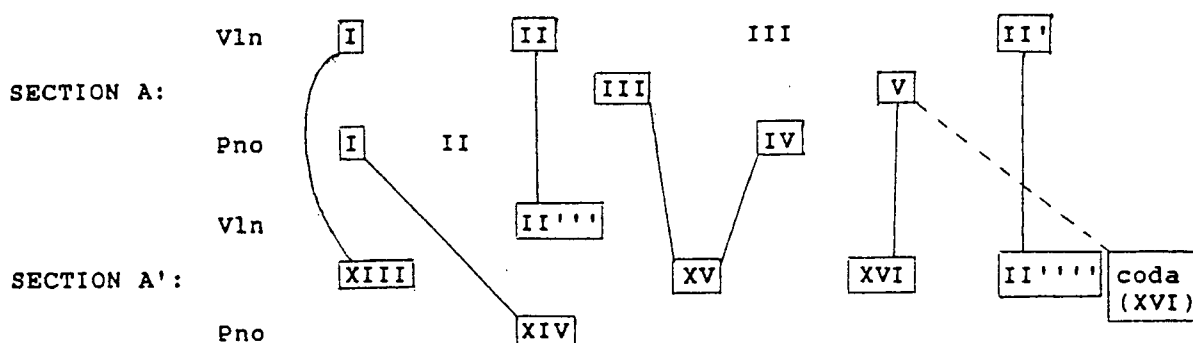 Vln I II III II'
SECTION A: III V
Pno I II IV
Vln II'''
SECTION A': XIII XV XVI II'''' coda
(XVI)
Pno XIV